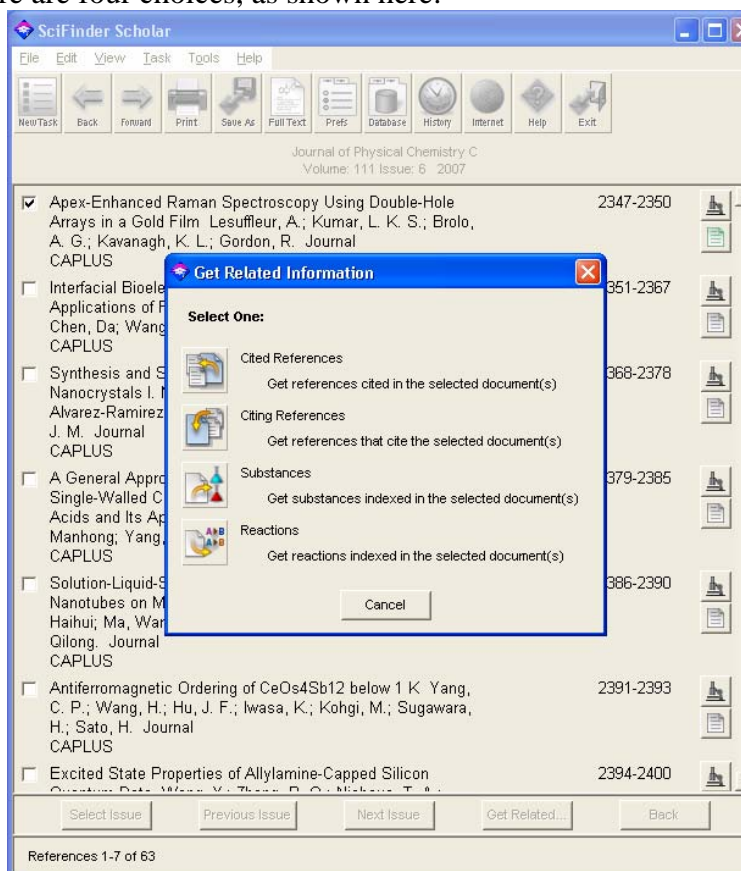 re are four choices, as shown here:
SciFinder Scholar
File Edit View Task Tools Help
New Task Back Forward Print Save As Full Text Prefs Database History Internet Help Exit
Journal of Physical Chemistry C
Volume: 111 Issue: 6 2007
Apex-Enhanced Raman Spectroscopy Using Double-Hole 2347-2350
Arrays in a Gold Film Lesuffleur, A.; Kumar, L. K. S.; Brolo,
A. G.; Kavanagh, K. L.; Gordon, R. Journal
CAPLUS
Interfacial Bioele 351-2367
Applications of F
Chen, Da; Wang
CAPLUS
Synthesis and S 368-2378
Nanocrystals I.
Alvarez-Ramirez
J. M. Journal
CAPLUS
A General Appro 379-2385
Single-Walled C
Acids and Its Ap
Manhong; Yang,
CAPLUS
Solution-Liquid-S 386-2390
Nanotubes on M
Haihui; Ma, War
Qilong. Journal
CAPLUS
Antiferromagnetic Ordering of CeOs4Sb12 below 1 K Yang, 2391-2393
C. P.; Wang, H.; Hu, J. F.; Iwasa, K.; Kohgi, M.; Sugawara,
H.; Sato, H. Journal
CAPLUS
Excited State Properties of Allylamine-Capped Silicon 2394-2400
Get Related Information
Select One:
Cited References
Get references cited in the selected document(s)
Citing References
Get references that cite the selected document(s)
Substances
Get substances indexed in the selected document(s)
Reactions
Get reactions indexed in the selected document(s)
Cancel
Select Issue Previous Issue Next Issue Get Related... Back
References 1-7 of 63